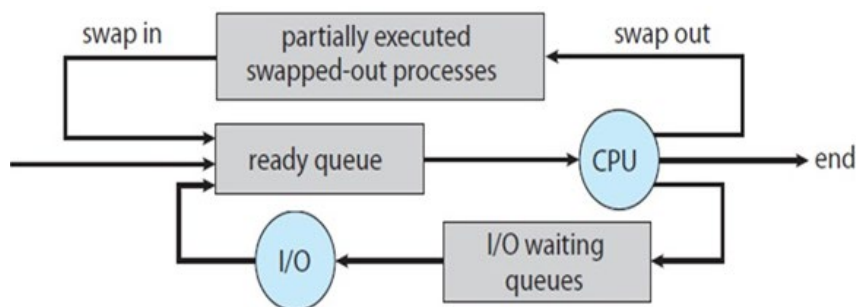 swap in
partially executed
swapped-out processes
swap out
ready queue
CPU
end
I/O
I/O waiting
queues